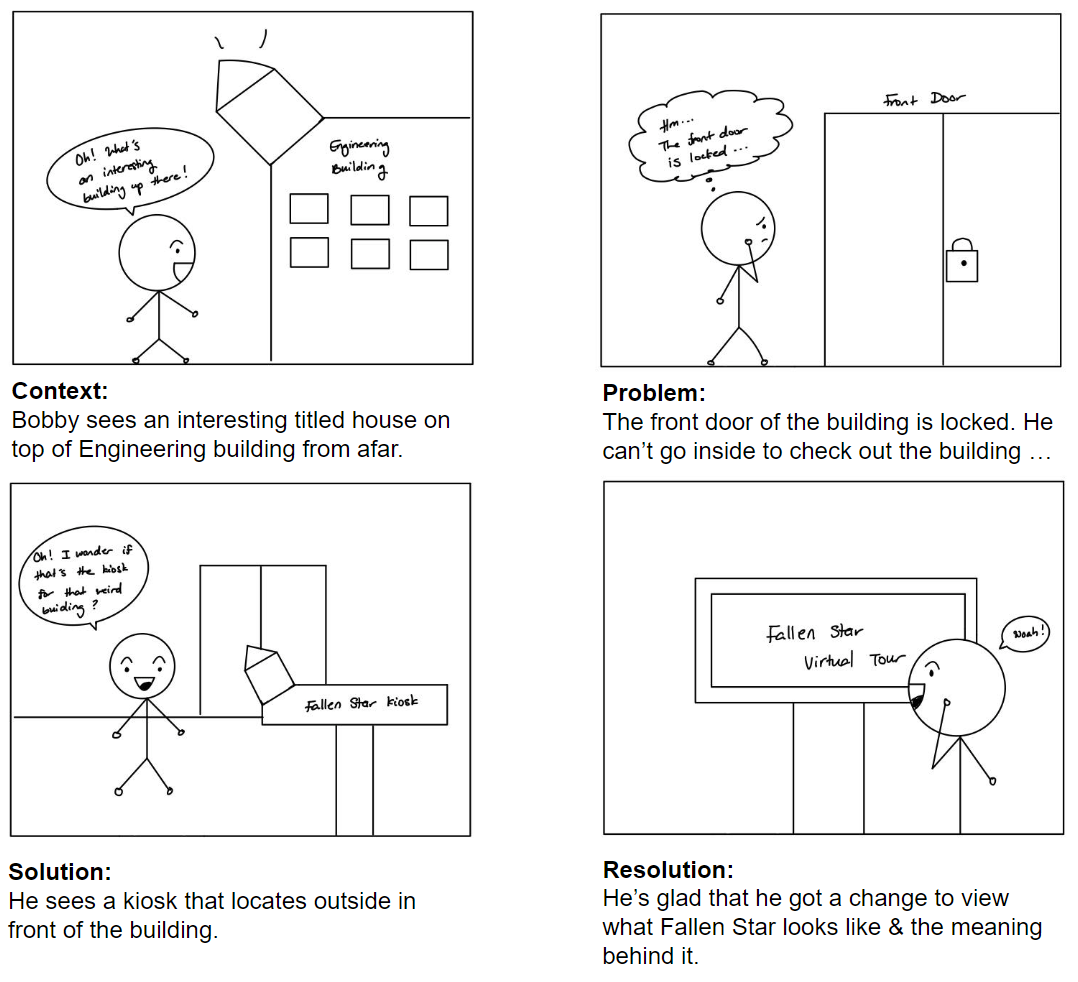 Oh! What's
an interesting
building up there!
Engineering
Building
Context:
Bobby sees an interesting titled house on
top of Engineering building from afar.
Front Door
Hm...
The front door
is locked ...
Problem:
The front door of the building is locked. He
can't go inside to check out the building …
Oh! I wonder if
that's the kiosk
for that weird
building?
Fallen Star kiosk
Solution:
He sees a kiosk that locates outside in
front of the building.
Fallen Star
Virtual Tour
Woah!
Resolution:
He's glad that he got a change to view
what Fallen Star looks like & the meaning
behind it.